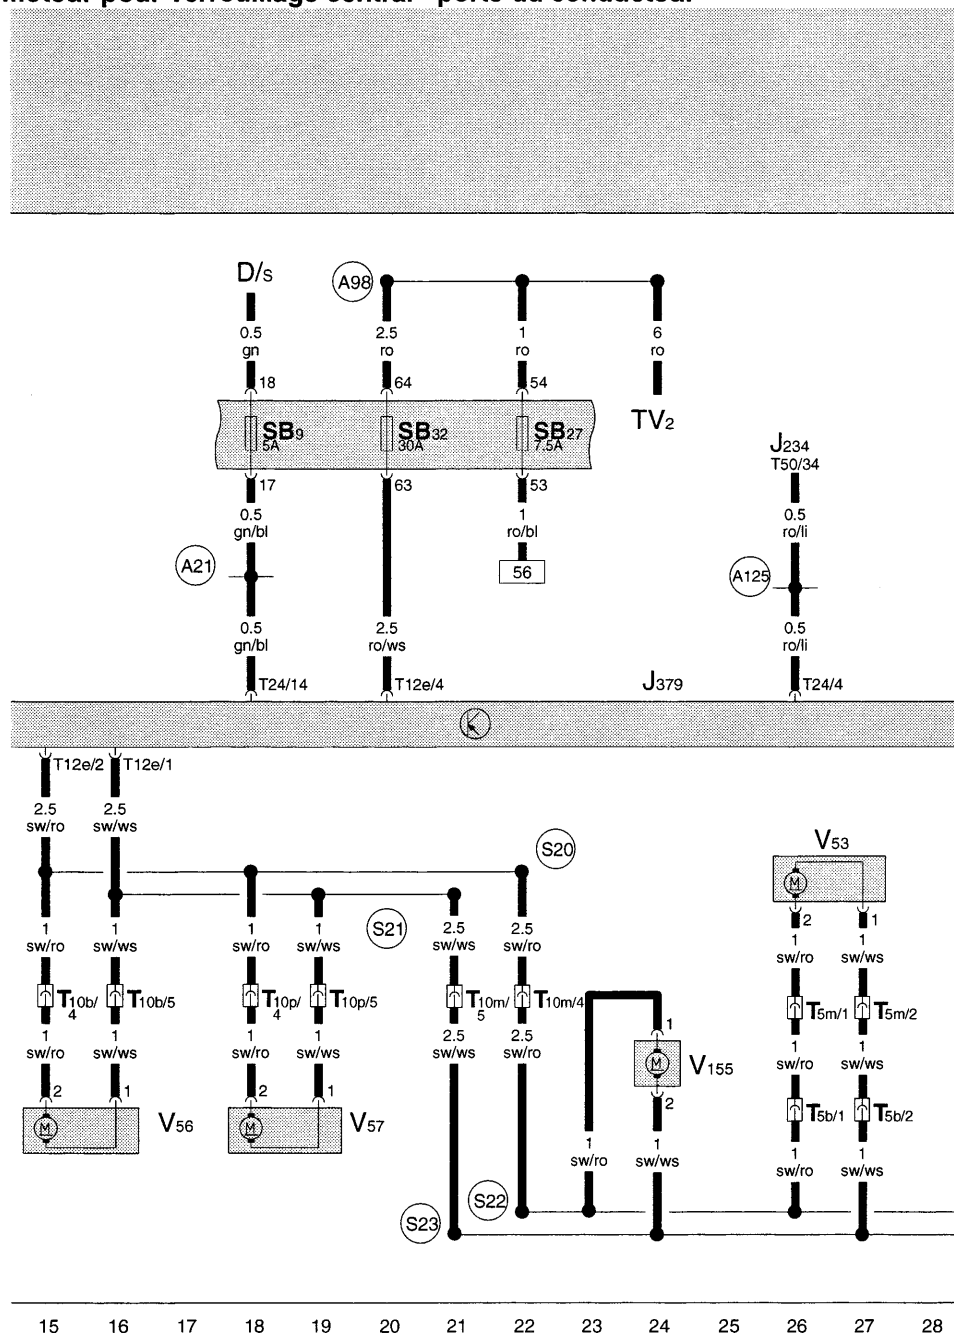 moteur pour verrouillage central - porte du conducteur
D/s
A98
0.5
gn
2.5
ro
1
ro
6
ro
18
64
54
SB9
5A
SB32
30A
SB27
7.5A
TV2
J234
T50/34
17
63
53
0.5
gn/bl
1
ro/bl
0.5
ro/li
A21
56
A125
0.5
gn/bl
2.5
ro/ws
0.5
ro/li
T24/14
T12e/4
J379
T24/4
T12e/2
T12e/1
2.5
sw/ro
2.5
sw/ws
V53
M
2
1
S20
S21
1
sw/ro
1
sw/ws
1
sw/ro
1
sw/ws
2.5
sw/ws
2.5
sw/ro
1
sw/ro
1
sw/ws
T10b/4
T10b/5
T10p/4
T10p/5
T10m/5
T10m/4
T5m/1
T5m/2
1
sw/ro
1
sw/ws
1
sw/ro
1
sw/ws
2.5
sw/ws
2.5
sw/ro
1
M
V155
2
1
sw/ro
1
sw/ws
2
1
2
1
M
V56
M
V57
T5b/1
T5b/2
1
sw/ro
1
sw/ws
1
sw/ro
1
sw/ws
S22
S23
15 16 17 18 19 20 21 22 23 24 25 26 27 28